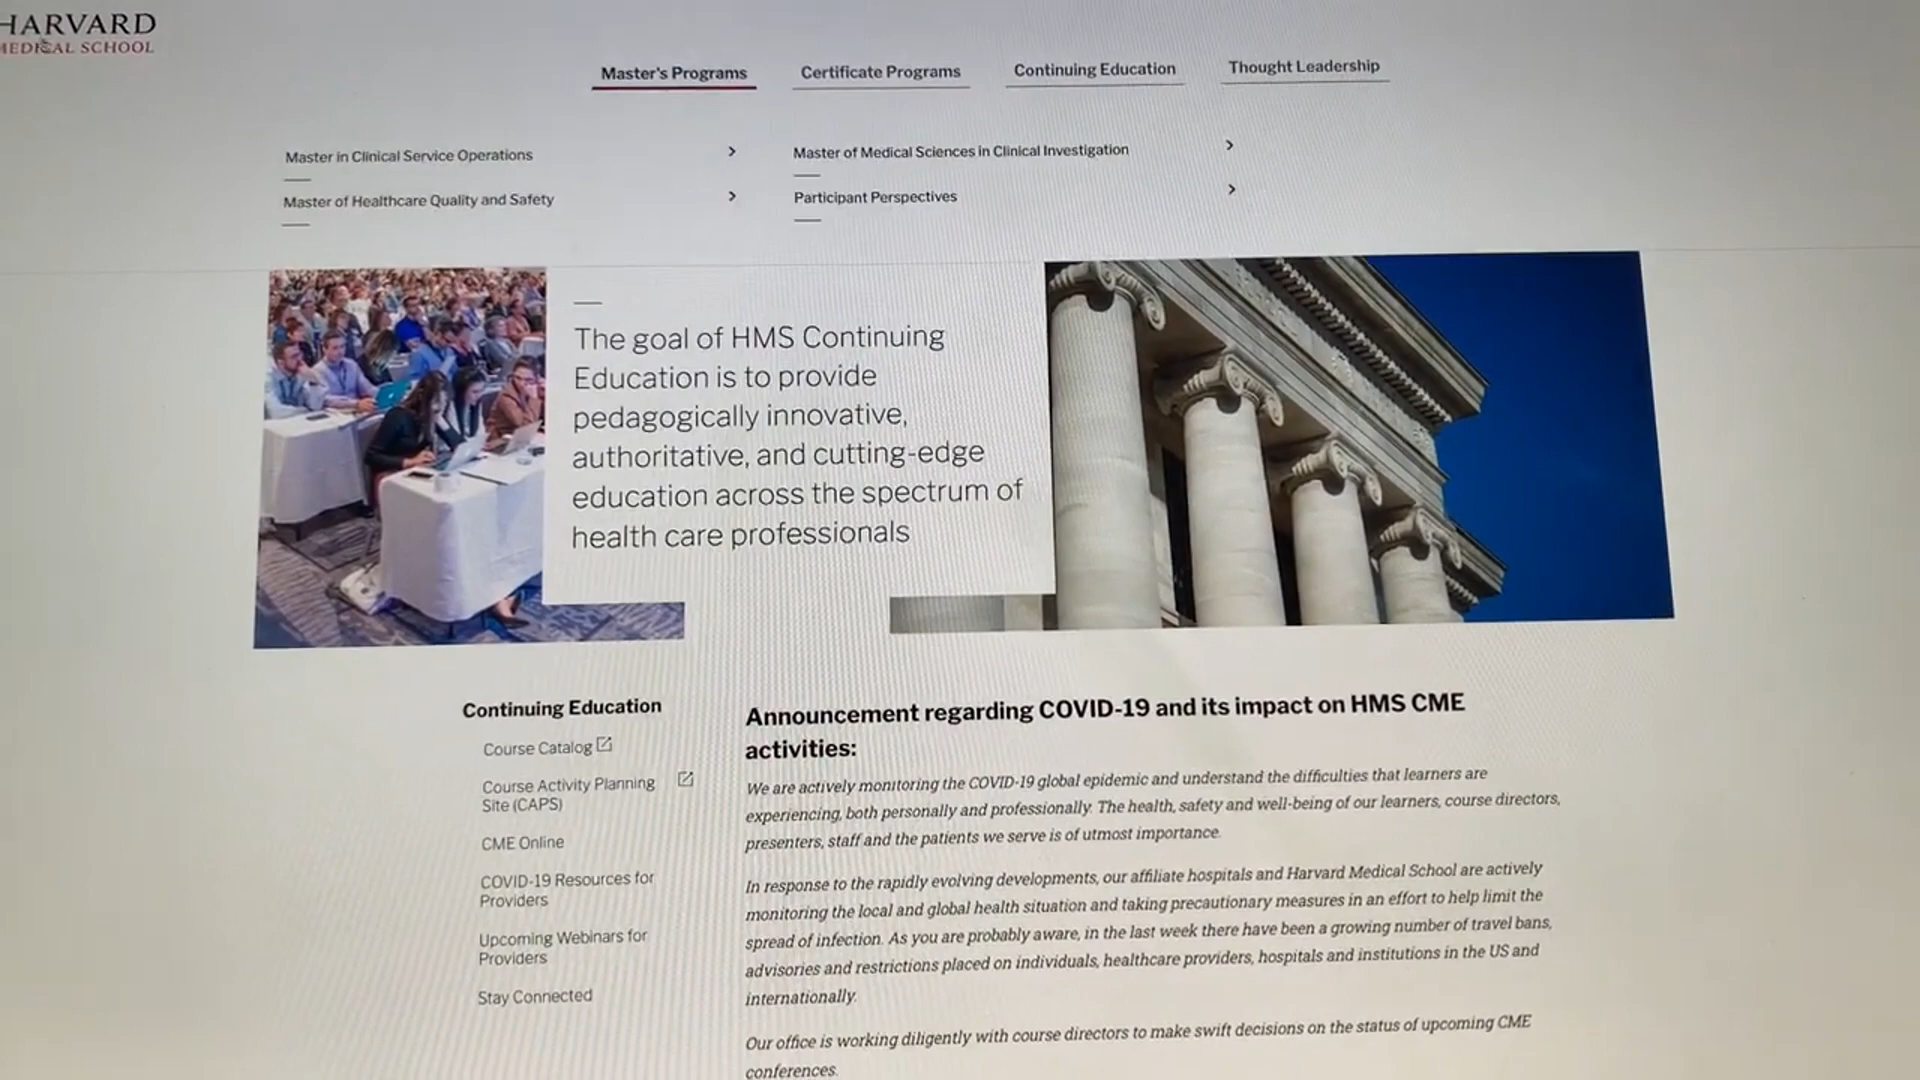 HARVARD
MEDICAL SCHOOL
Master's Programs
Certificate Programs
Continuing Education
Thought Leadership
Master in Clinical Service Operations
Master of Medical Sciences in Clinical Investigation
Master of Healthcare Quality and Safety
Participant Perspectives
The goal of HMS Continuing
Education is to provide
pedagogically innovative,
authoritative, and cutting-edge
education across the spectrum of
health care professionals
Continuing Education
Course Catalog
Course Activity Planning
Site (CAPS)
CME Online
COVID-19 Resources for
Providers
Upcoming Webinars for
Providers
Stay Connected
Announcement regarding COVID-19 and its impact on HMS CME
activities:
We are actively monitoring the COVID-19 global epidemic and understand the difficulties that learners are
experiencing, both personally and professionally. The health, safety and well-being of our learners, course directors,
presenters, staff and the patients we serve is of utmost importance.
In response to the rapidly evolving developments, our affiliate hospitals and Harvard Medical School are actively
monitoring the local and global health situation and taking precautionary measures in an effort to help limit the
spread of infection. As you are probably aware, in the last week there have been a growing number of travel bans,
advisories and restrictions placed on individuals, healthcare providers, hospitals and institutions in the US and
internationally.
Our office is working diligently with course directors to make swift decisions on the status of upcoming CME
conferences.